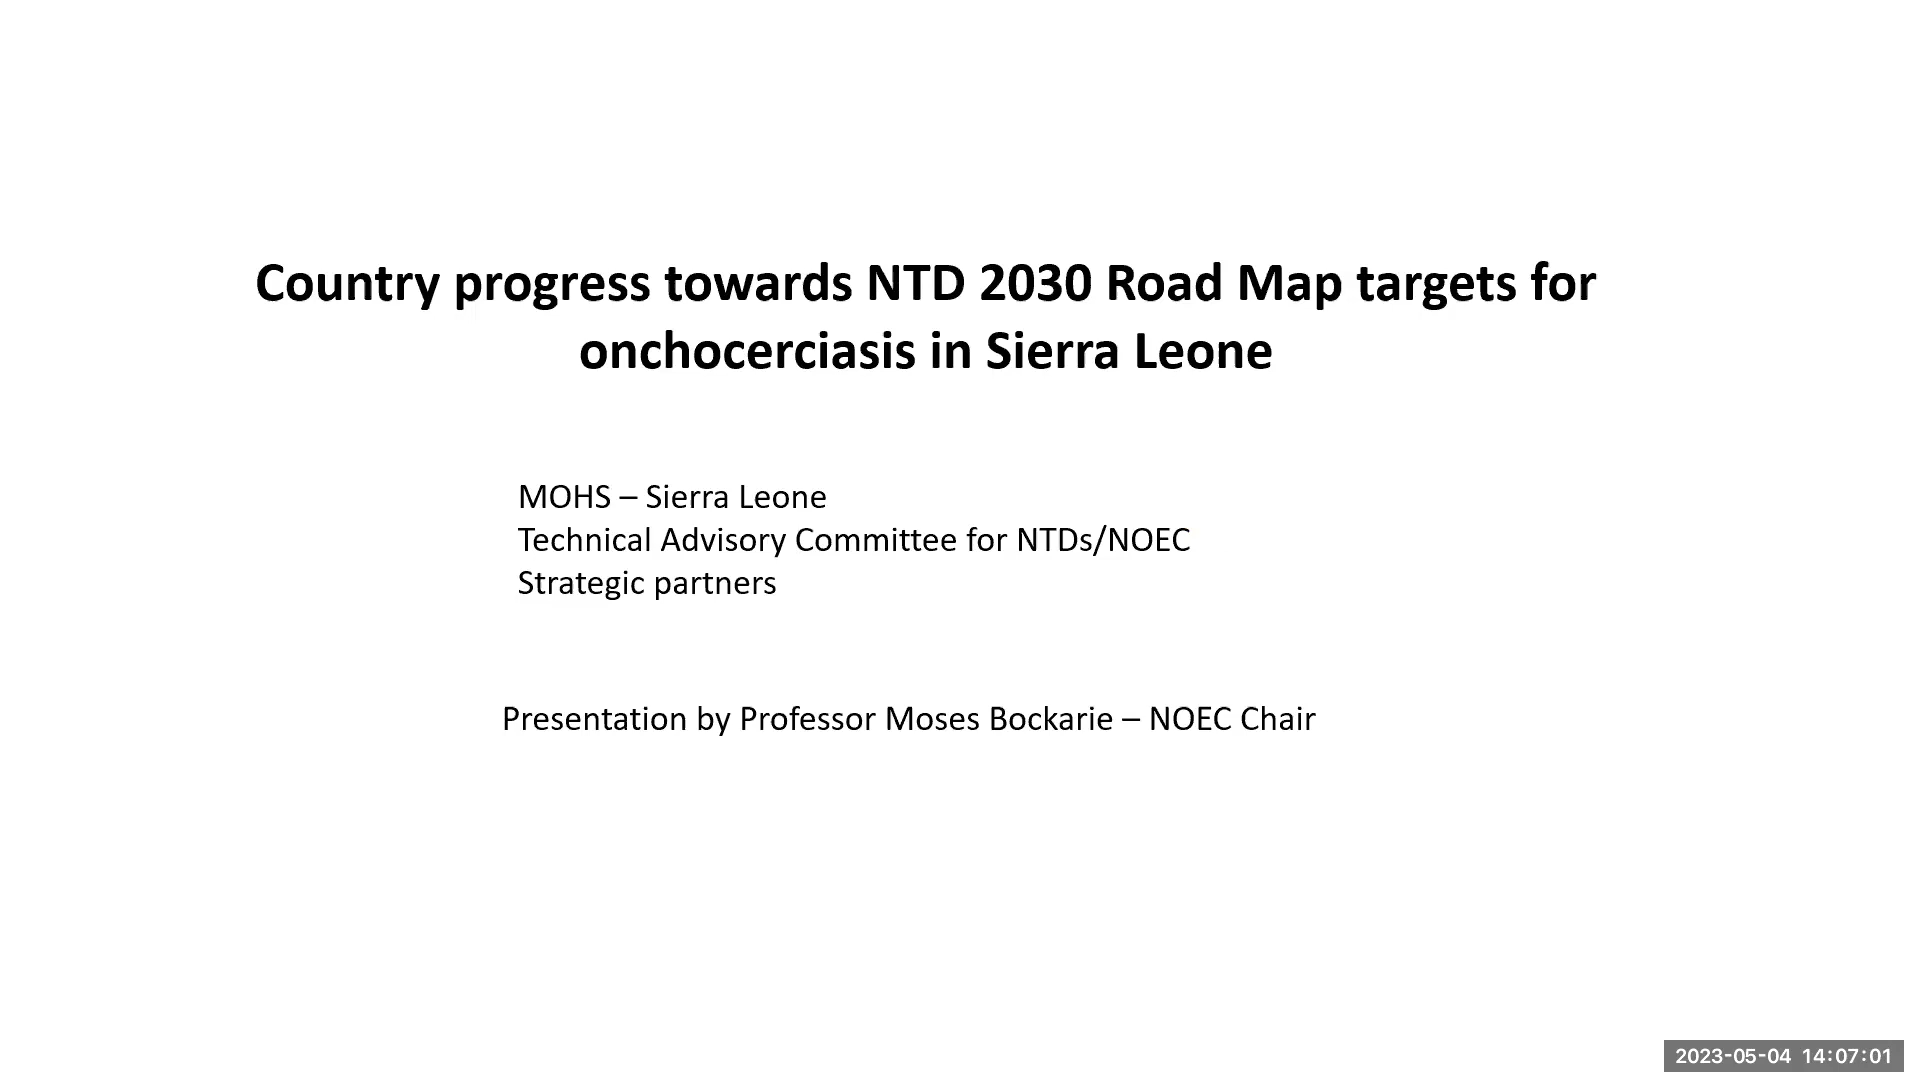 Country progress towards NTD 2030 Road Map targets for
onchocerciasis in Sierra Leone
MOHS – Sierra Leone
Technical Advisory Committee for NTDs/NOEC
Strategic partners
Presentation by Professor Moses Bockarie – NOEC Chair
2023-05-04 14:07:01